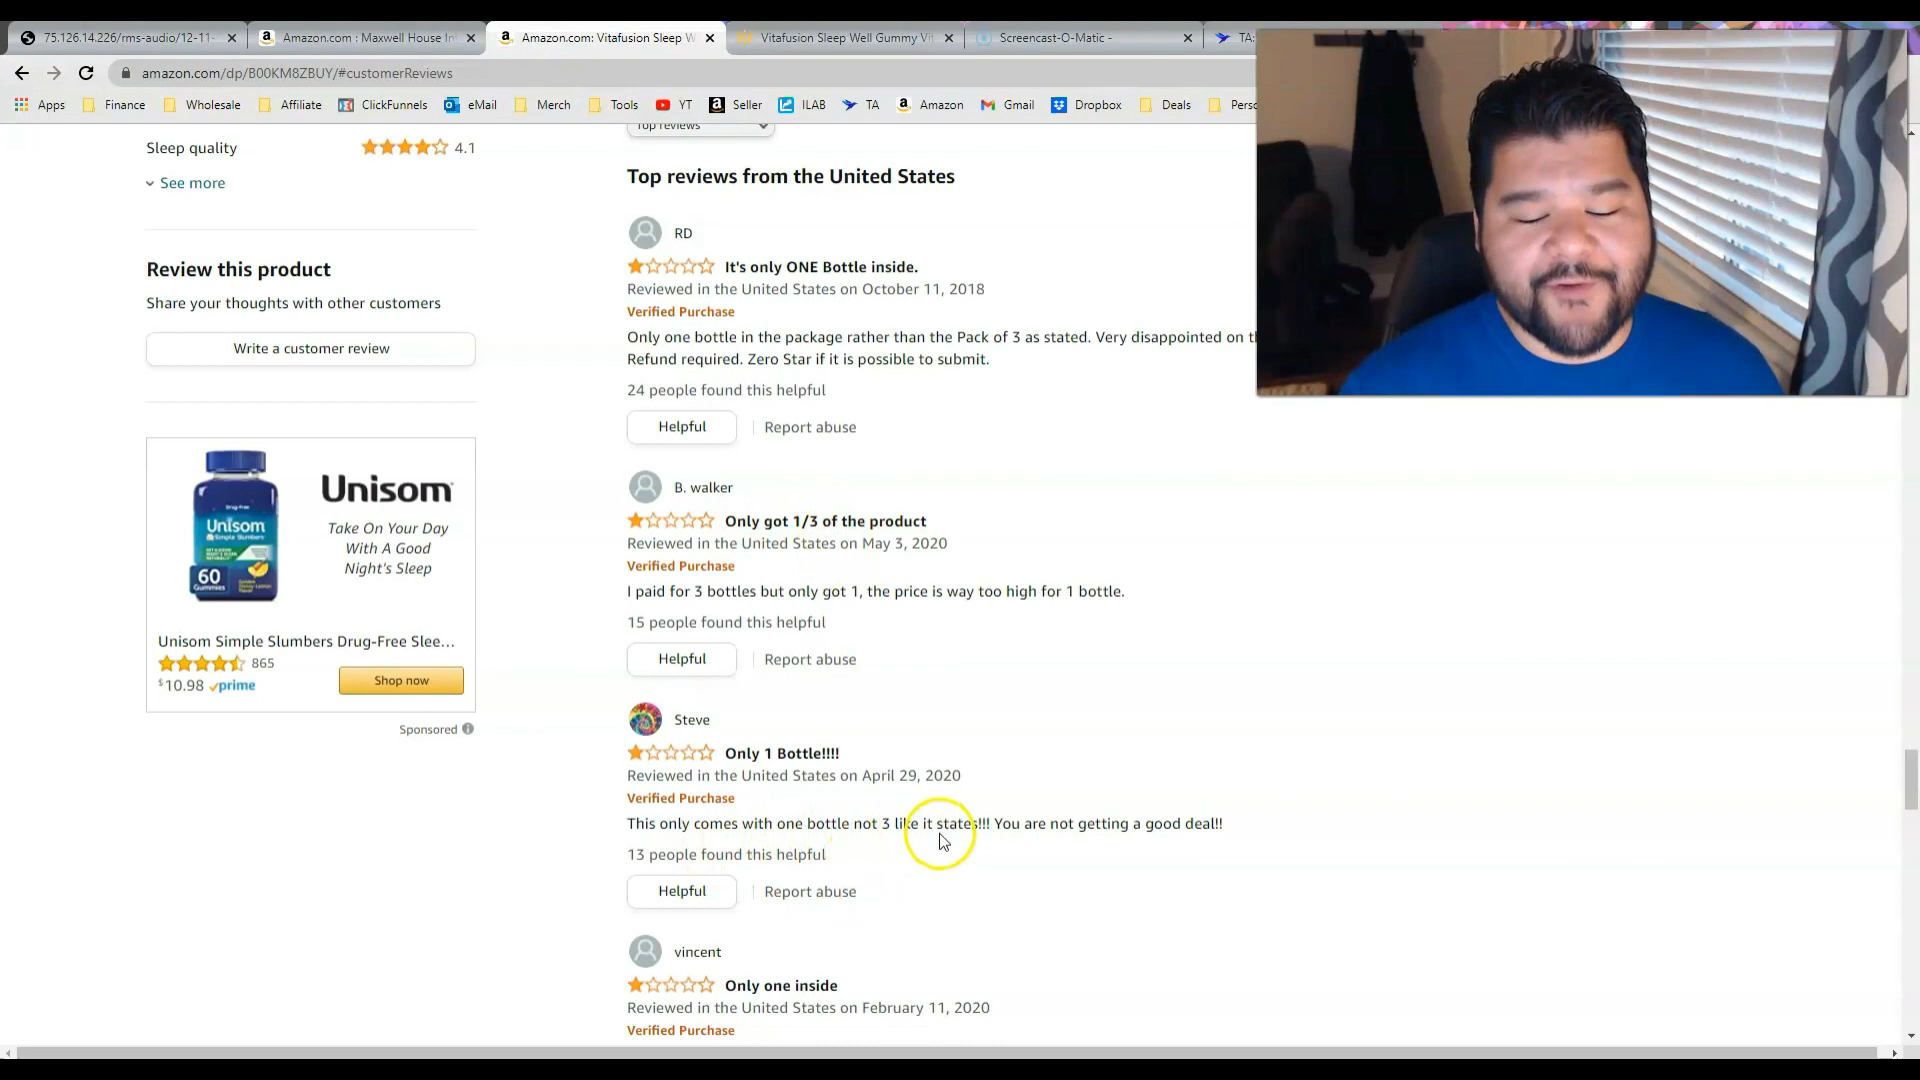 75.126.14.226/rms-audio/12-11-
Amazon.com : Maxwell House In
Amazon.com: Vitafusion Sleep W
Vitafusion Sleep Well Gummy Vit
Screencast-O-Matic -
TA:
amazon.com/dp/B00KM8ZBUY/#customerReviews
Apps
Finance
Wholesale
Affiliate
ClickFunnels
eMail
Merch
Tools
YT
Seller
ILAB
TA
Amazon
Gmail
Dropbox
Deals
Perso
Top reviews
Sleep quality
4.1
See more
Review this product
Share your thoughts with other customers
Write a customer review
Unisom
Take On Your Day
With A Good
Night's Sleep
Unisom
Simple Slumbers
60
Gummies
Unisom Simple Slumbers Drug-Free Slee...
865
$10.98 prime
Shop now
Sponsored
Top reviews from the United States
RD
It's only ONE Bottle inside.
Reviewed in the United States on October 11, 2018
Verified Purchase
Only one bottle in the package rather than the Pack of 3 as stated. Very disappointed on th
Refund required. Zero Star if it is possible to submit.
24 people found this helpful
Helpful
Report abuse
B. walker
Only got 1/3 of the product
Reviewed in the United States on May 3, 2020
Verified Purchase
I paid for 3 bottles but only got 1, the price is way too high for 1 bottle.
15 people found this helpful
Helpful
Report abuse
Steve
Only 1 Bottle!!!!
Reviewed in the United States on April 29, 2020
Verified Purchase
This only comes with one bottle not 3 like it states!!! You are not getting a good deal!!
13 people found this helpful
Helpful
Report abuse
vincent
Only one inside
Reviewed in the United States on February 11, 2020
Verified Purchase